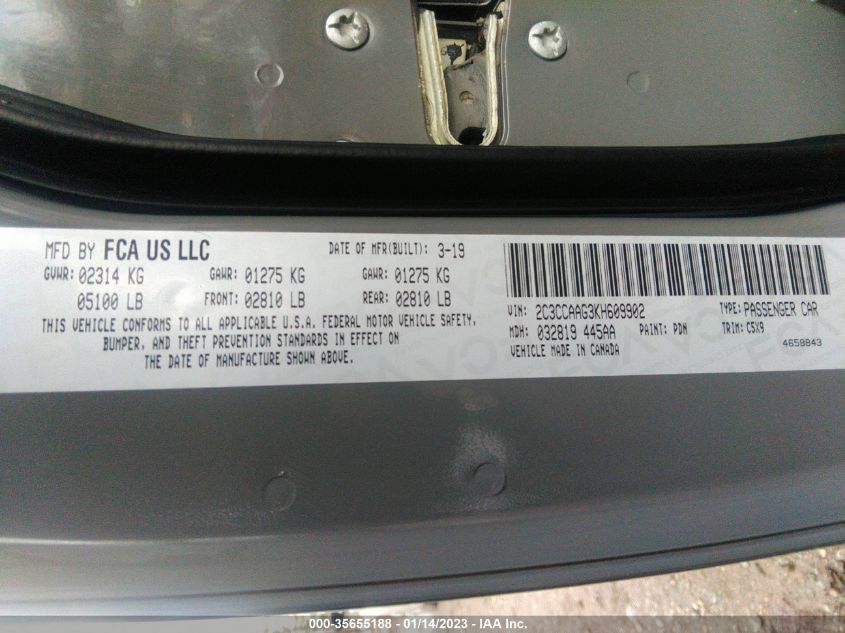 MFD BY FCA US LLC DATE OF MFR(BUILT): 3-19
GVWR: 02314 KG GAWR: 01275 KG GAWR: 01275 KG
05100 LB FRONT: 02810 LB REAR: 02810 LB
THIS VEHICLE CONFORMS TO ALL APPLICABLE U.S.A. FEDERAL MOTOR VEHICLE SAFETY,
BUMPER, AND THEFT PREVENTION STANDARDS IN EFFECT ON
THE DATE OF MANUFACTURE SHOWN ABOVE.
VIN: 2C3CCAAG3KH609902 TYPE: PASSENGER CAR
MDH: 032819 445AA PAINT: PDN TRIM: C5X9
VEHICLE MADE IN CANADA 4658843
000-35655188 - 01/14/2023 - IAA Inc.